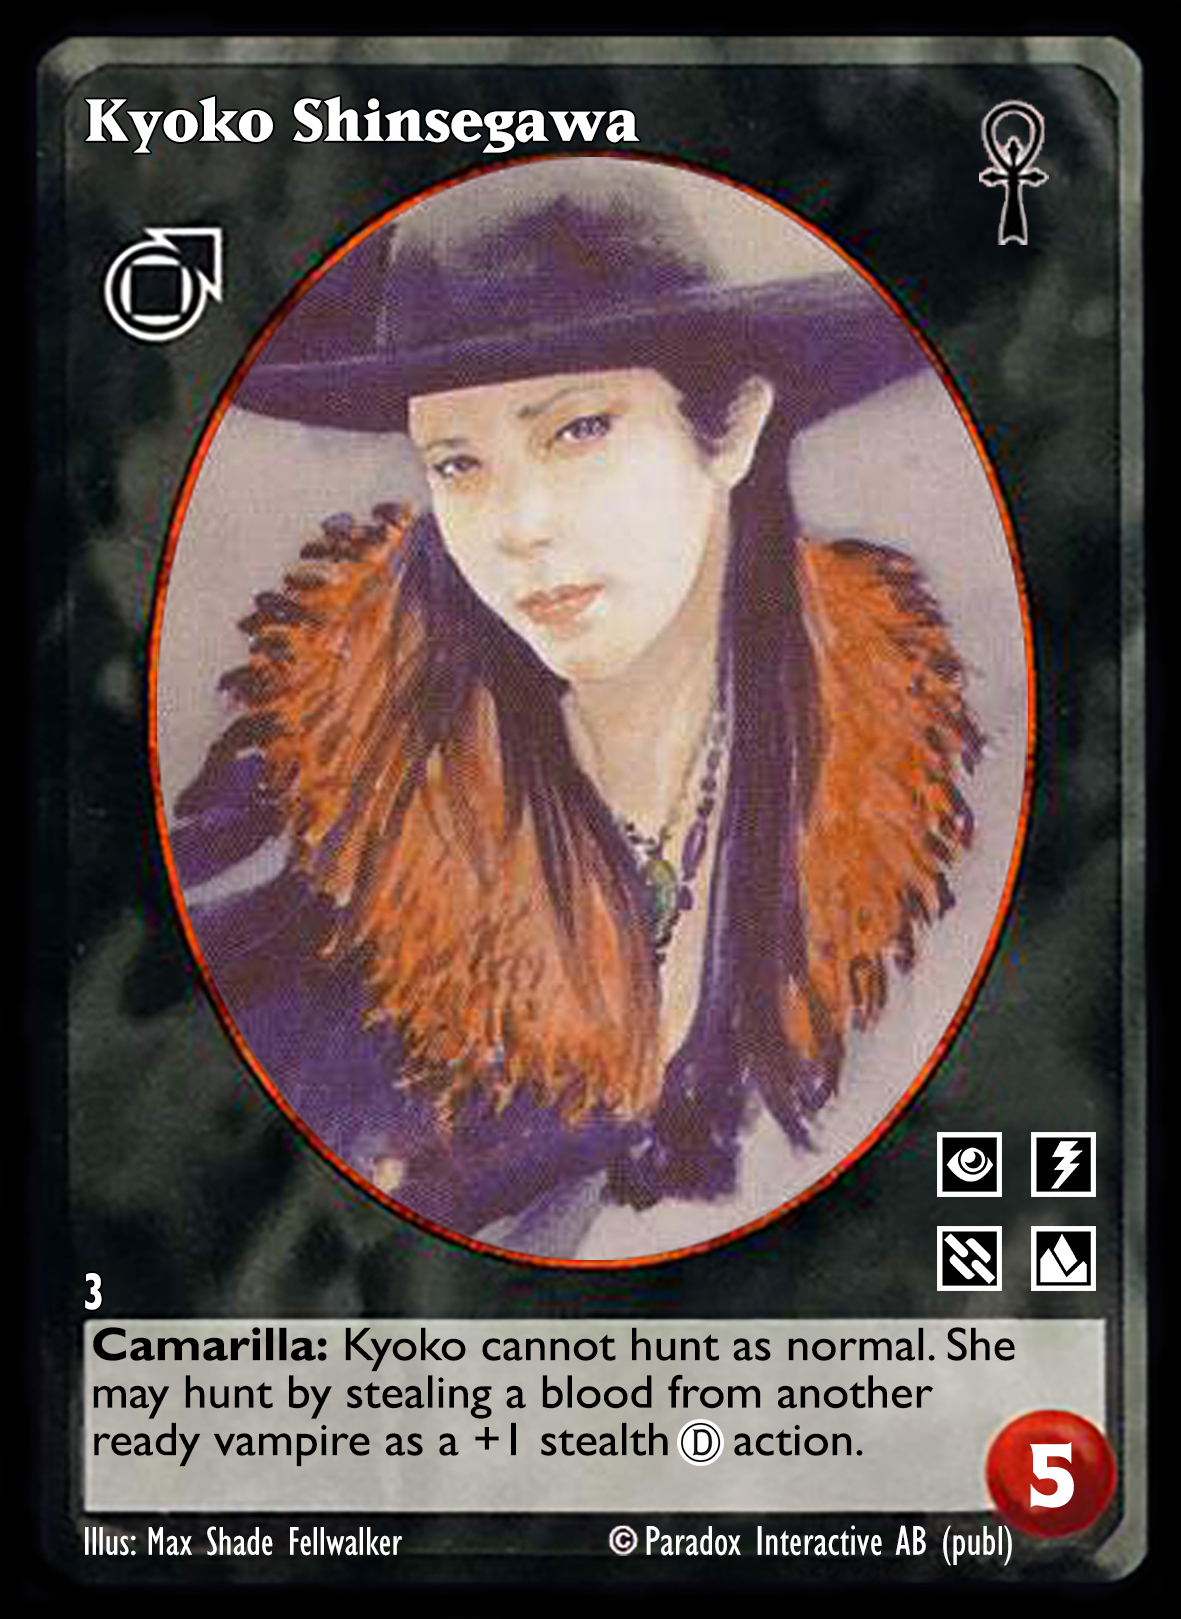 Kyoko Shinsegawa
3
Camarilla: Kyoko cannot hunt as normal. She
may hunt by stealing a blood from another
ready vampire as a +1 stealth Ⓓ action.
5
Illus: Max Shade Fellwalker
© Paradox Interactive AB (publ)